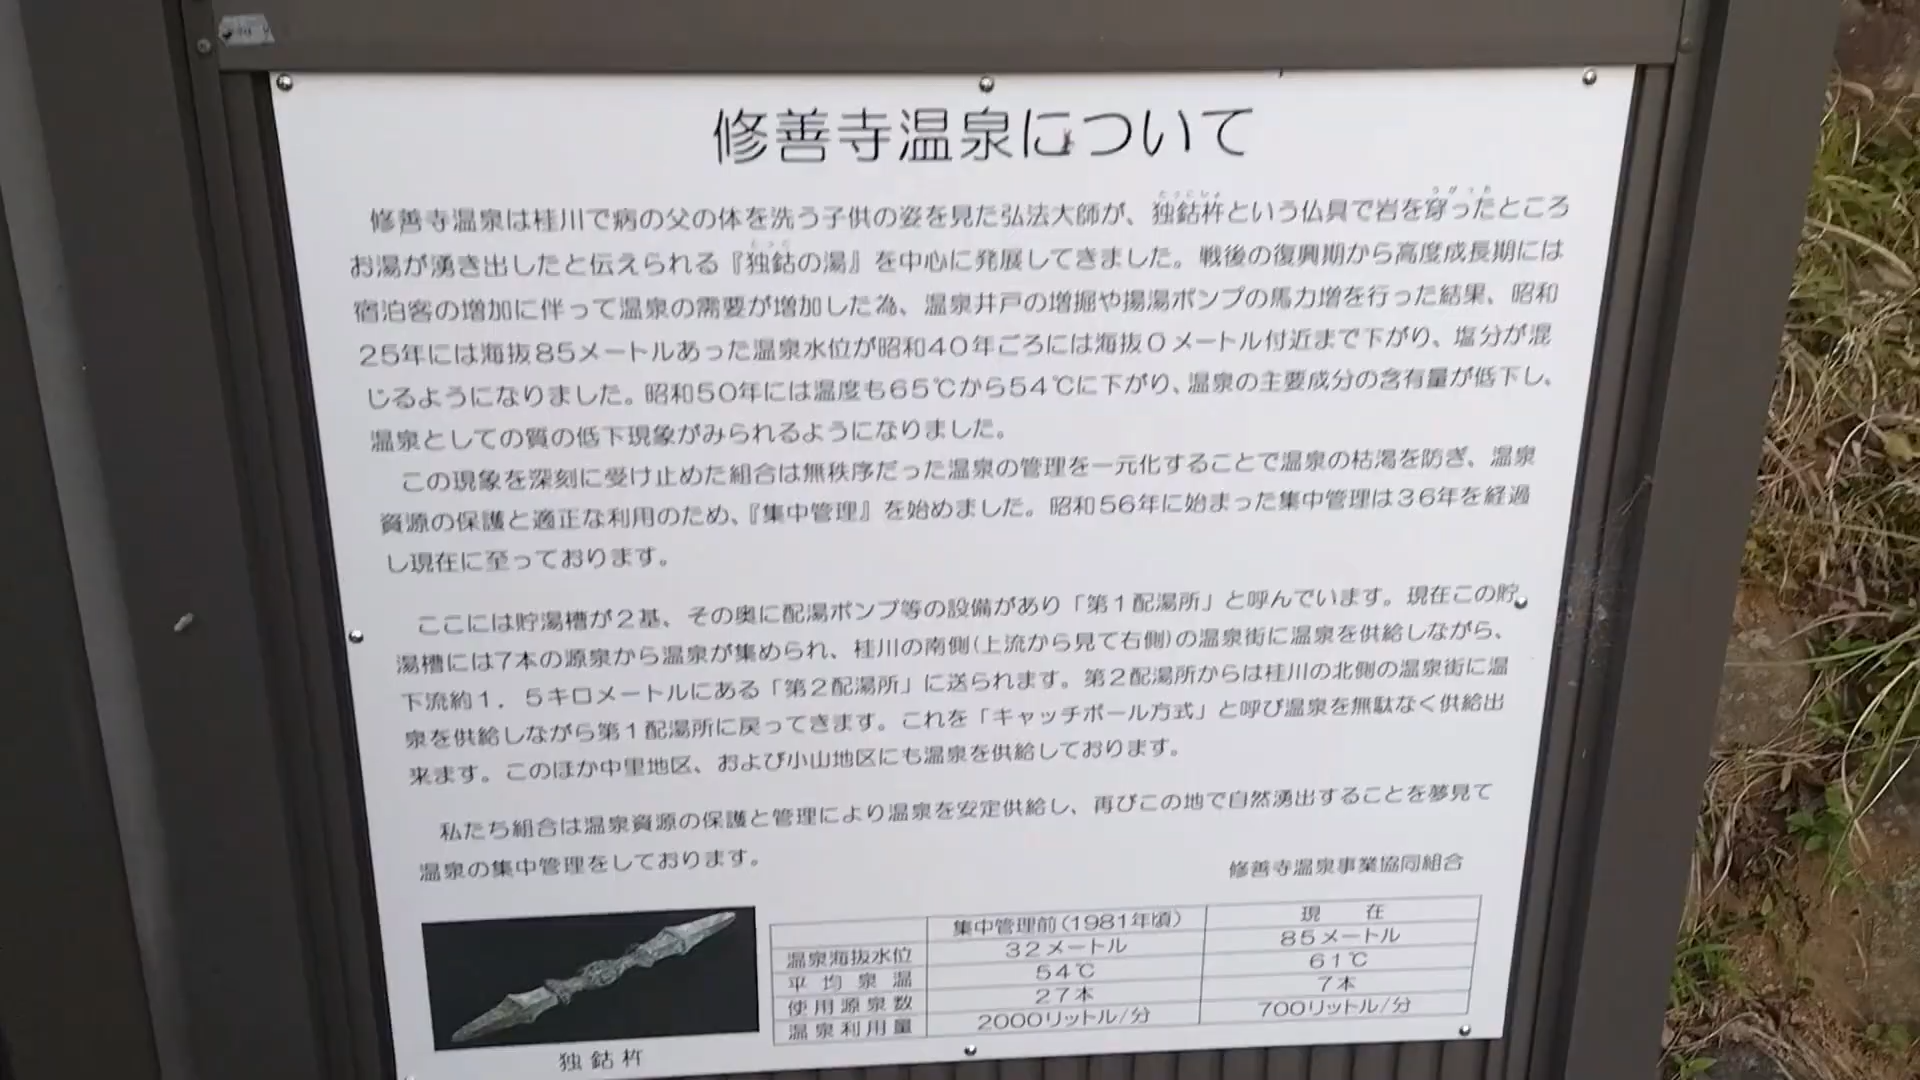 修善寺温泉について
修善寺温泉は桂川で病の父の体を洗う子供の姿を見た弘法大師が、独鈷杵という仏具で岩を穿ったところ
お湯が湧き出したと伝えられる『独鈷の湯』を中心に発展してきました。戦後の復興期から高度成長期には
宿泊客の増加に伴って温泉の需要が増加した為、温泉井戸の増掘や揚湯ポンプの馬力増を行った結果、昭和
25年には海抜85メートルあった温泉水位が昭和40年ごろには海抜0メートル付近まで下がり、塩分が混
じるようになりました。昭和50年には温度も65℃から54℃に下がり、温泉の主要成分の含有量が低下し、
温泉としての質の低下現象がみられるようになりました。
この現象を深刻に受け止めた組合は無秩序だった温泉の管理を一元化することで温泉の枯渇を防ぎ、温泉
資源の保護と適正な利用のため、『集中管理』を始めました。昭和56年に始まった集中管理は36年を経過
し現在に至っております。
ここには貯湯槽が2基、その奥に配湯ポンプ等の設備があり「第1配湯所」と呼んでいます。現在この貯
湯槽には7本の源泉から温泉が集められ、桂川の南側(上流から見て右側)の温泉街に温泉を供給しながら、
下流約1．5キロメートルにある「第2配湯所」に送られます。第2配湯所からは桂川の北側の温泉街に温
泉を供給しながら第1配湯所に戻ってきます。これを「キャッチボール方式」と呼び温泉を無駄なく供給出
来ます。このほか中里地区、および小山地区にも温泉を供給しております。
私たち組合は温泉資源の保護と管理により温泉を安定供給し、再びこの地で自然湧出することを夢見て
温泉の集中管理をしております。
修善寺温泉事業協同組合
集中管理前(1981年頃) 現在
温泉海抜水位 32メートル 85メートル
平均泉温 54℃ 61℃
使用源泉数 27本 7本
温泉利用量 2000リットル/分 700リットル/分
独鈷杵